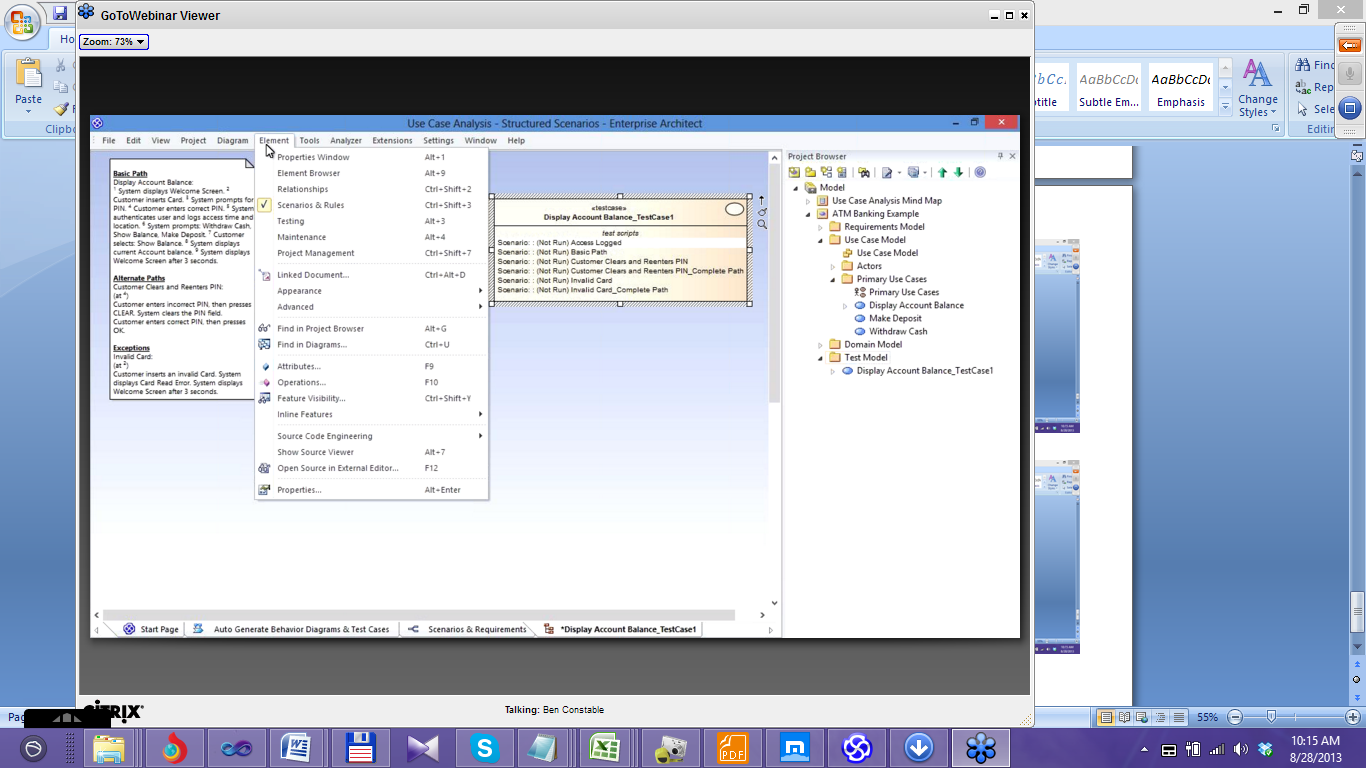 GoToWebinar Viewer
Zoom: 73%
Paste
AaBbCcDc
AaBbCcDc
Subtle Em...
Emphasis
Change
Styles
Use Case Analysis - Structured Scenarios - Enterprise Architect
File Edit View Project Diagram Element Tools Analyzer Extensions Settings Window Help
Basic Path
Display Account Balance:
1 System displays Welcome Screen. 2
Customer inserts Card. 3 System prompts for
PIN. 4 Customer enters correct PIN. 5 System
authenticates user and logs access time and
location. 6 System prompts: Withdraw Cash,
Show Balance, Make Deposit. 7 Customer
selects: Show Balance. 8 System displays
current Account balance. 9 System displays
Welcome Screen after 3 seconds.
Alternate Paths
Customer Clears and Reenters PIN:
(at 4)
Customer enters incorrect PIN, then presses
CLEAR. System clears the PIN field.
Customer enters correct PIN, then presses
OK.
Exceptions
Invalid Card:
(at 2)
Customer inserts an invalid Card. System
displays Card Read Error. System displays
Welcome Screen after 3 seconds.
Properties Window Alt+1
Element Browser Alt+9
Relationships Ctrl+Shift+2
Scenarios & Rules Ctrl+Shift+3
Testing Alt+3
Maintenance Alt+4
Project Management Ctrl+Shift+7
Linked Document... Ctrl+Alt+D
Appearance
Advanced
Find in Project Browser Alt+G
Find in Diagrams... Ctrl+U
Attributes... F9
Operations... F10
Feature Visibility... Ctrl+Shift+Y
Inline Features
Source Code Engineering
Show Source Viewer Alt+7
Open Source in External Editor... F12
Properties... Alt+Enter
«testcase»
Display Account Balance_TestCase1
test scripts
Scenario: : (Not Run) Access Logged
Scenario: : (Not Run) Basic Path
Scenario: : (Not Run) Customer Clears and Reenters PIN
Scenario: : (Not Run) Customer Clears and Reenters PIN_Complete Path
Scenario: : (Not Run) Invalid Card
Scenario: : (Not Run) Invalid Card_Complete Path
Project Browser
Model
Use Case Analysis Mind Map
ATM Banking Example
Requirements Model
Use Case Model
Use Case Model
Actors
Primary Use Cases
Primary Use Cases
Display Account Balance
Make Deposit
Withdraw Cash
Domain Model
Test Model
Display Account Balance_TestCase1
Start Page Auto Generate Behavior Diagrams & Test Cases Scenarios & Requirements *Display Account Balance_TestCase1
Talking: Ben Constable
55%
PDF
10:15 AM
8/28/2013